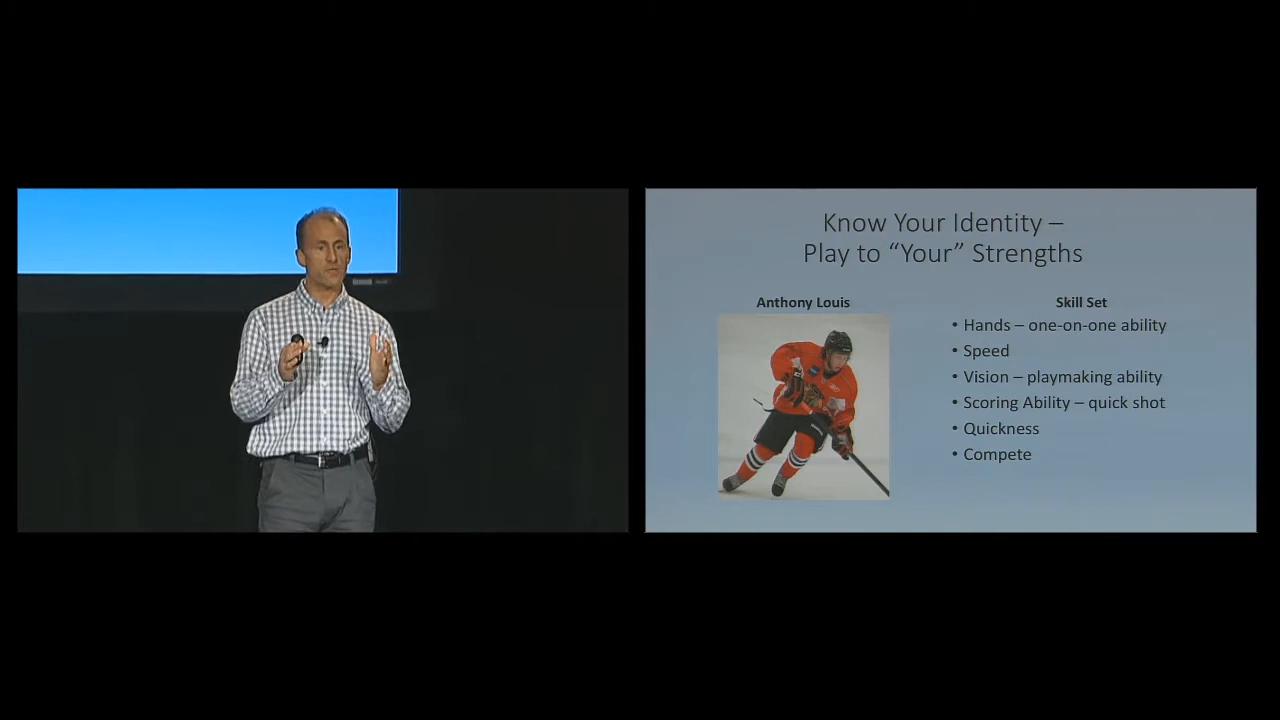 Know Your Identity –
Play to “Your” Strengths
Anthony Louis
Skill Set
• Hands – one-on-one ability
• Speed
• Vision – playmaking ability
• Scoring Ability – quick shot
• Quickness
• Compete